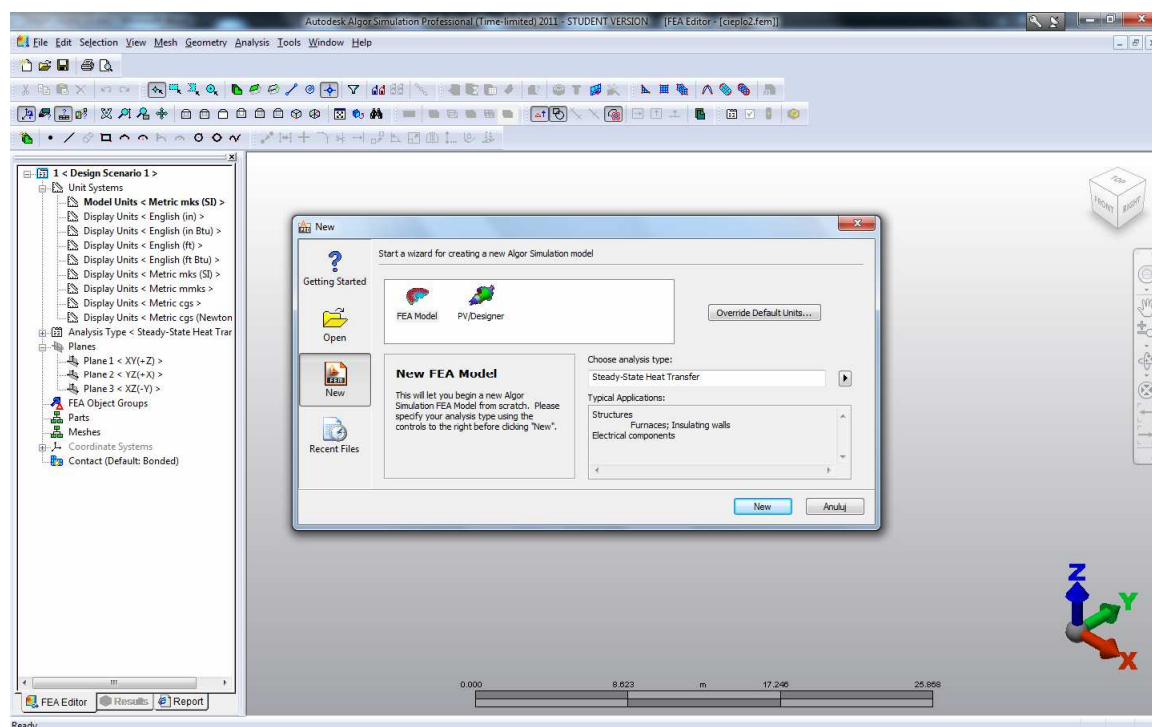 Autodesk Algor Simulation Professional (Time-limited) 2011 - STUDENT VERSION [FEA Editor - [cieplo2.fem]]
File Edit Selection View Mesh Geometry Analysis Tools Window Help
1 < Design Scenario 1 >
Unit Systems
Model Units < Metric mks (SI) >
Display Units < English (in) >
Display Units < English (in Btu) >
Display Units < English (ft) >
Display Units < English (ft Btu) >
Display Units < Metric mks (SI) >
Display Units < Metric mmks >
Display Units < Metric cgs >
Display Units < Metric cgs (Newton
Analysis Type < Steady-State Heat Trar
Planes
Plane 1 < XY(+Z) >
Plane 2 < YZ(+X) >
Plane 3 < XZ(-Y) >
FEA Object Groups
Parts
Meshes
Coordinate Systems
Contact (Default: Bonded)
FEA Editor Results Report
Ready
New
Getting Started
Open
New
Recent Files
Start a wizard for creating a new Algor Simulation model
FEA Model PV/Designer
Override Default Units...
New FEA Model
This will let you begin a new Algor
Simulation FEA Model from scratch. Please
specify your analysis type using the
controls to the right before clicking "New".
Choose analysis type:
Steady-State Heat Transfer
Typical Applications:
Structures
Furnaces; Insulating walls
Electrical components
New Anuluj
TOP
FRONT RIGHT
Z
Y
X
0.000 8.623 m 17.246 25.868